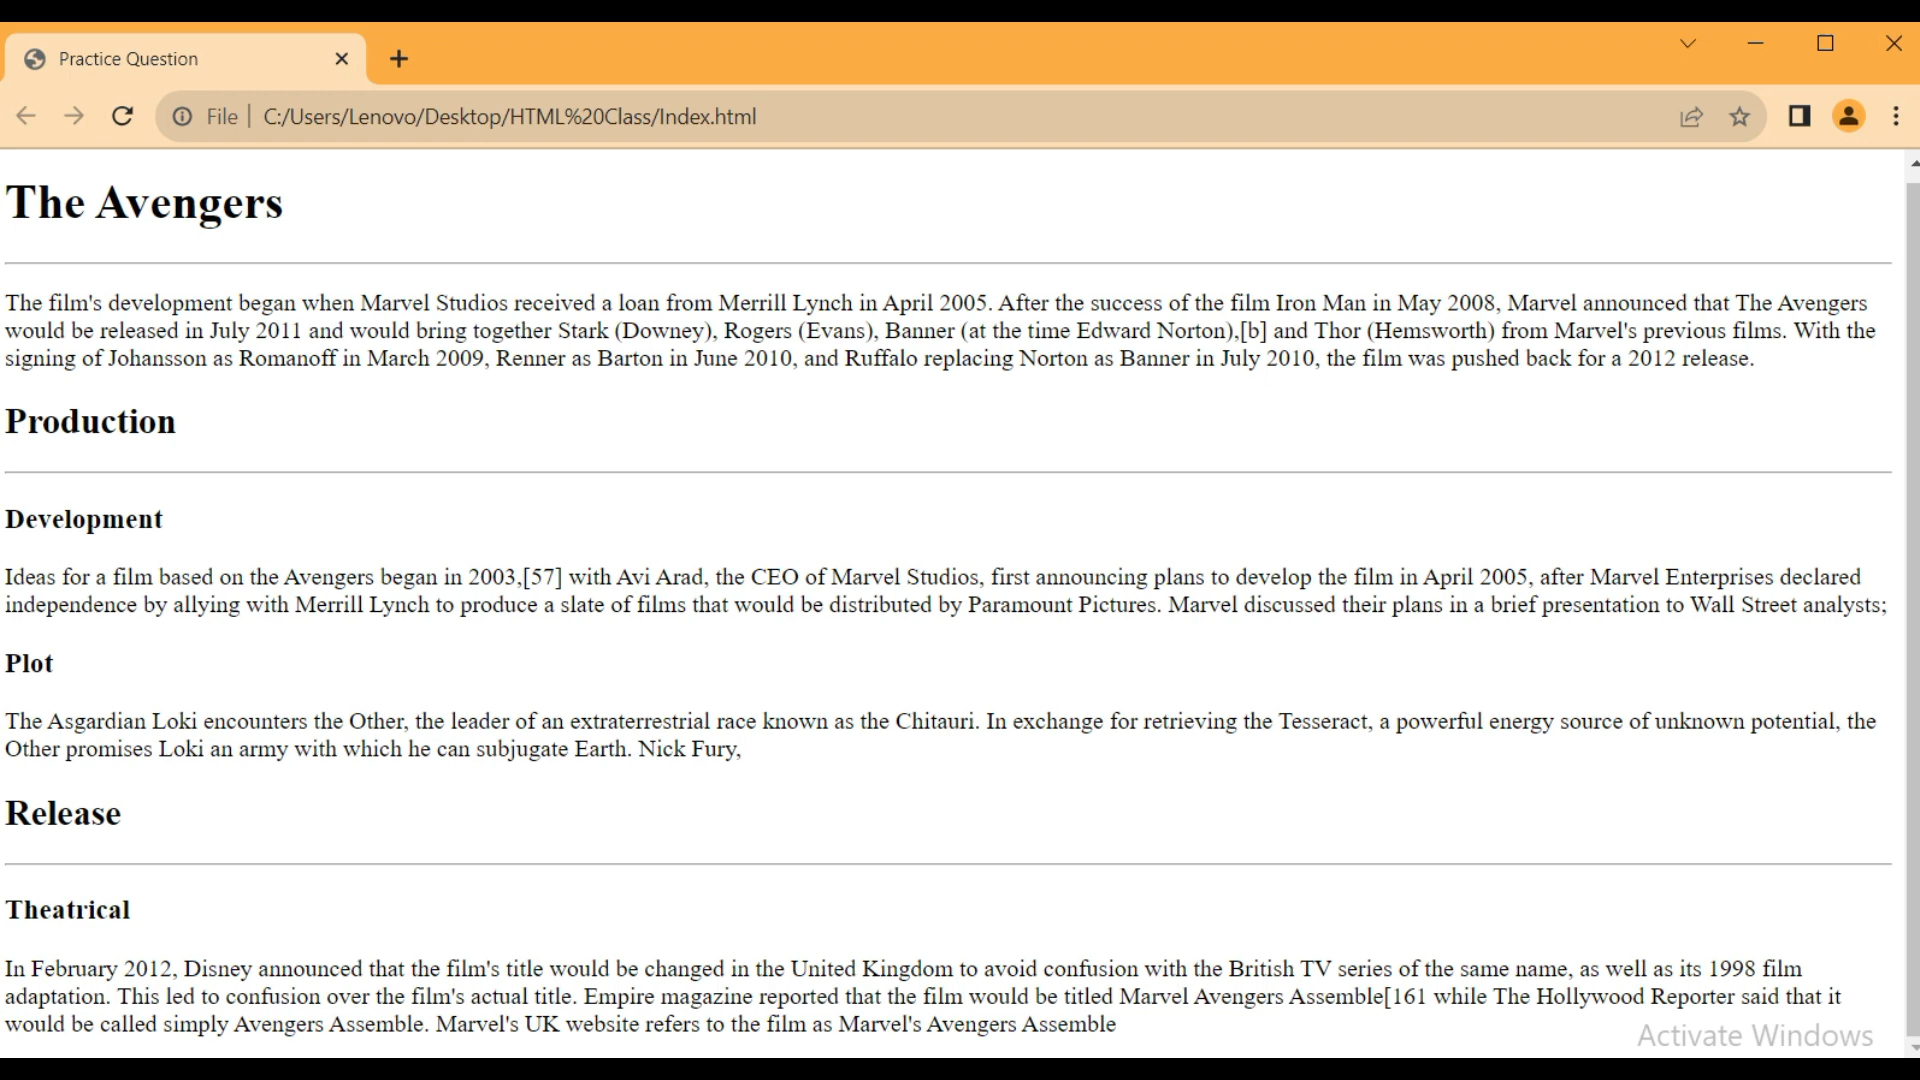 Practice Question
File | C:/Users/Lenovo/Desktop/HTML%20Class/Index.html
The Avengers
The film's development began when Marvel Studios received a loan from Merrill Lynch in April 2005. After the success of the film Iron Man in May 2008, Marvel announced that The Avengers
would be released in July 2011 and would bring together Stark (Downey), Rogers (Evans), Banner (at the time Edward Norton),[b] and Thor (Hemsworth) from Marvel's previous films. With the
signing of Johansson as Romanoff in March 2009, Renner as Barton in June 2010, and Ruffalo replacing Norton as Banner in July 2010, the film was pushed back for a 2012 release.
Production
Development
Ideas for a film based on the Avengers began in 2003,[57] with Avi Arad, the CEO of Marvel Studios, first announcing plans to develop the film in April 2005, after Marvel Enterprises declared
independence by allying with Merrill Lynch to produce a slate of films that would be distributed by Paramount Pictures. Marvel discussed their plans in a brief presentation to Wall Street analysts;
Plot
The Asgardian Loki encounters the Other, the leader of an extraterrestrial race known as the Chitauri. In exchange for retrieving the Tesseract, a powerful energy source of unknown potential, the
Other promises Loki an army with which he can subjugate Earth. Nick Fury,
Release
Theatrical
In February 2012, Disney announced that the film's title would be changed in the United Kingdom to avoid confusion with the British TV series of the same name, as well as its 1998 film
adaptation. This led to confusion over the film's actual title. Empire magazine reported that the film would be titled Marvel Avengers Assemble[161 while The Hollywood Reporter said that it
would be called simply Avengers Assemble. Marvel's UK website refers to the film as Marvel's Avengers Assemble
Activate Windows